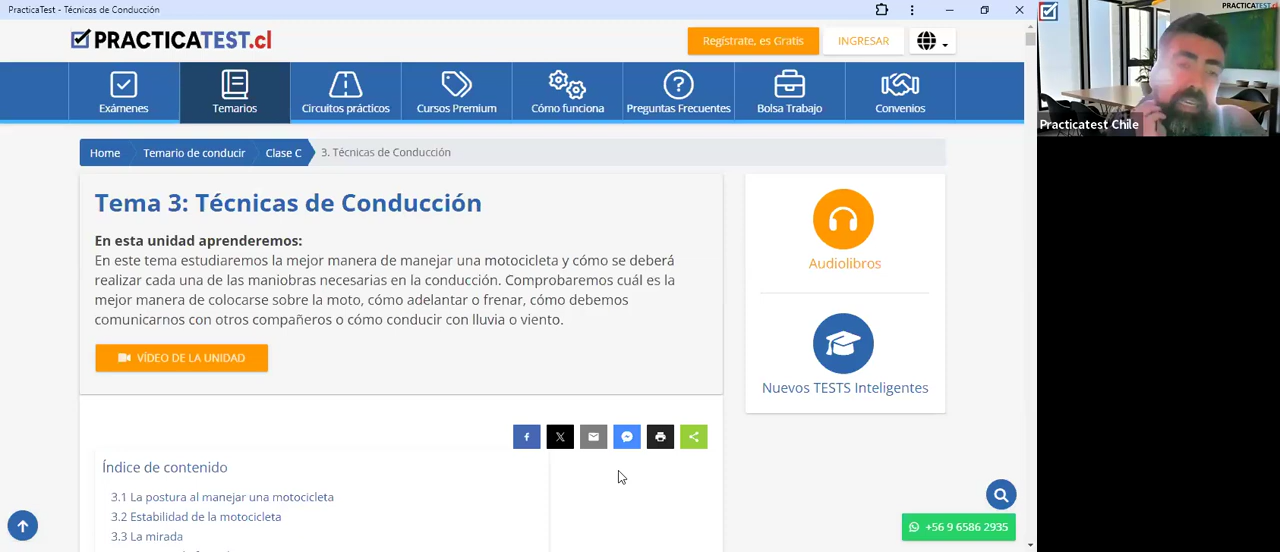 PracticaTest - Técnicas de Conducción
PRACTICATEST.cl
Regístrate, es Gratis
INGRESAR
Exámenes
Temarios
Circuitos prácticos
Cursos Premium
Cómo funciona
Preguntas Frecuentes
Bolsa Trabajo
Convenios
Home
Temario de conducir
Clase C
3. Técnicas de Conducción
Tema 3: Técnicas de Conducción
En esta unidad aprenderemos:
En este tema estudiaremos la mejor manera de manejar una motocicleta y cómo se deberá
realizar cada una de las maniobras necesarias en la conducción. Comprobaremos cuál es la
mejor manera de colocarse sobre la moto, cómo adelantar o frenar, cómo debemos
comunicarnos con otros compañeros o cómo conducir con lluvia o viento.
VÍDEO DE LA UNIDAD
Audiolibros
Nuevos TESTS Inteligentes
Índice de contenido
3.1 La postura al manejar una motocicleta
3.2 Estabilidad de la motocicleta
3.3 La mirada
+56 9 6586 2935
PRACTICATEST.cl
Practicatest Chile